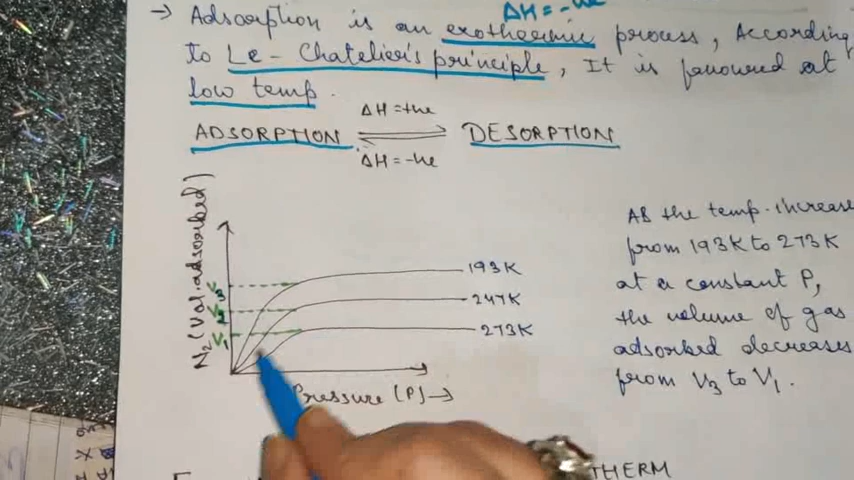 ΔH = -ve
→ Adsorption is an exothermic process, According
to Le-Chatelier's principle, It is favoured at
low temp.
ΔH = +ve
ADSORPTION ⇌ DESORPTION
ΔH = -ve
N2 (Vol. adsorbed)
V3
V2
V1
193K
247K
273K
Pressure (P) →
As the temp. increase
from 193K to 273K
at a constant P,
the volume of gas
adsorbed decreases
from V3 to V1.
THERM